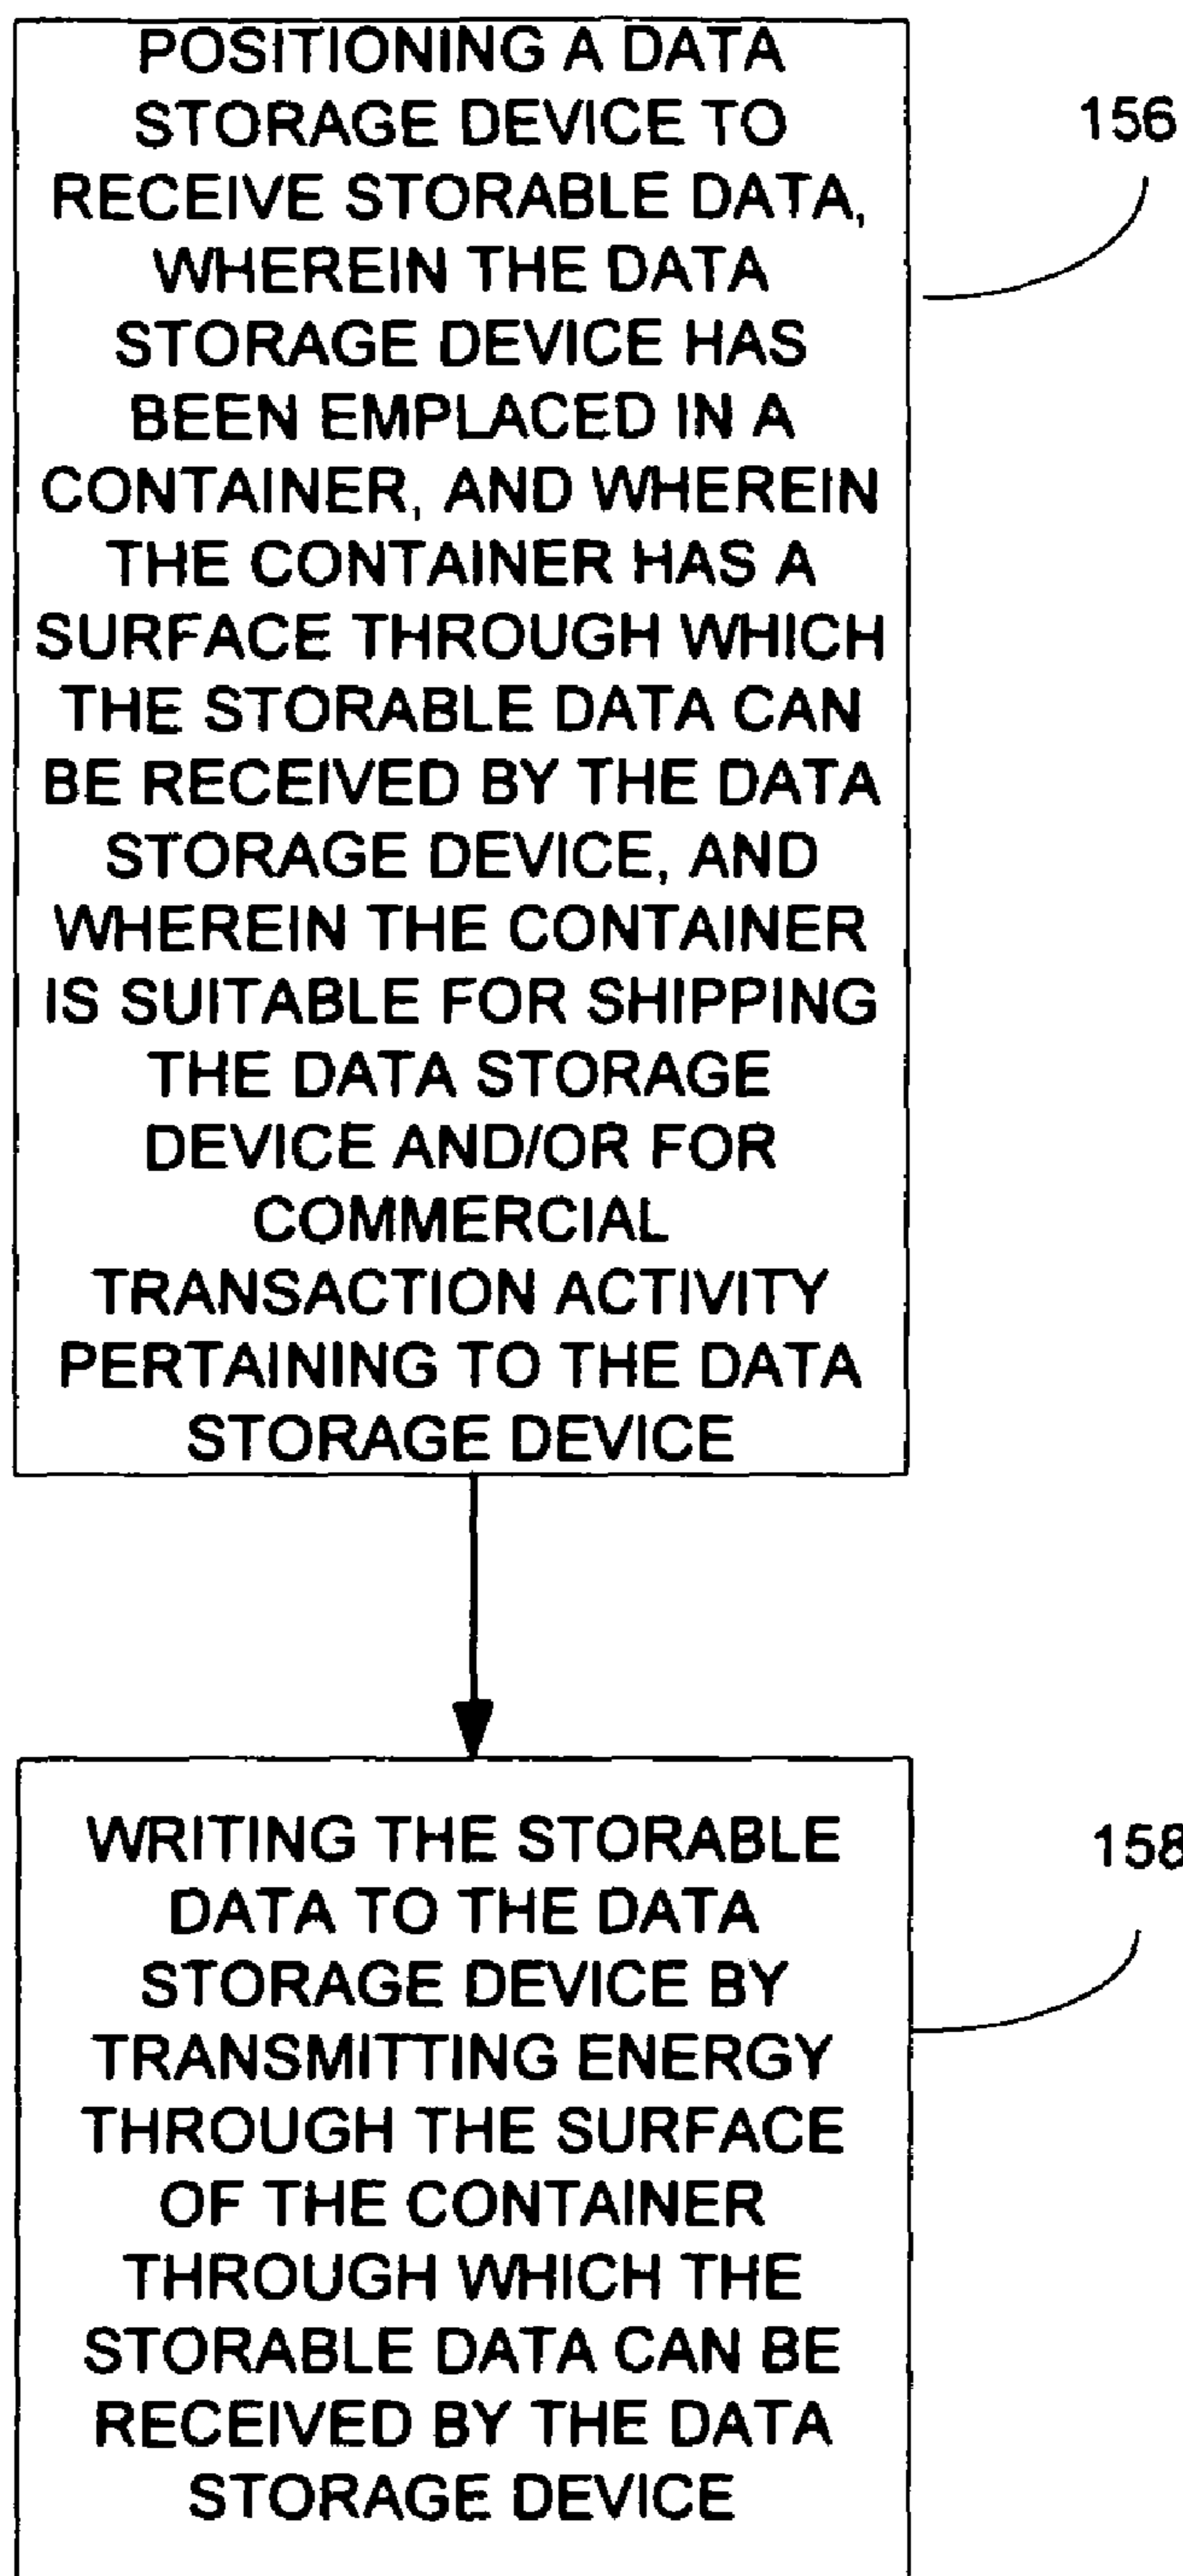 POSITIONING A DATA
STORAGE DEVICE TO
RECEIVE STORABLE DATA,
WHEREIN THE DATA
STORAGE DEVICE HAS
BEEN EMPLACED IN A
CONTAINER, AND WHEREIN
THE CONTAINER HAS A
SURFACE THROUGH WHICH
THE STORABLE DATA CAN
BE RECEIVED BY THE DATA
STORAGE DEVICE, AND
WHEREIN THE CONTAINER
IS SUITABLE FOR SHIPPING
THE DATA STORAGE
DEVICE AND/OR FOR
COMMERCIAL
TRANSACTION ACTIVITY
PERTAINING TO THE DATA
STORAGE DEVICE
156
WRITING THE STORABLE
DATA TO THE DATA
STORAGE DEVICE BY
TRANSMITTING ENERGY
THROUGH THE SURFACE
OF THE CONTAINER
THROUGH WHICH THE
STORABLE DATA CAN BE
RECEIVED BY THE DATA
STORAGE DEVICE
158